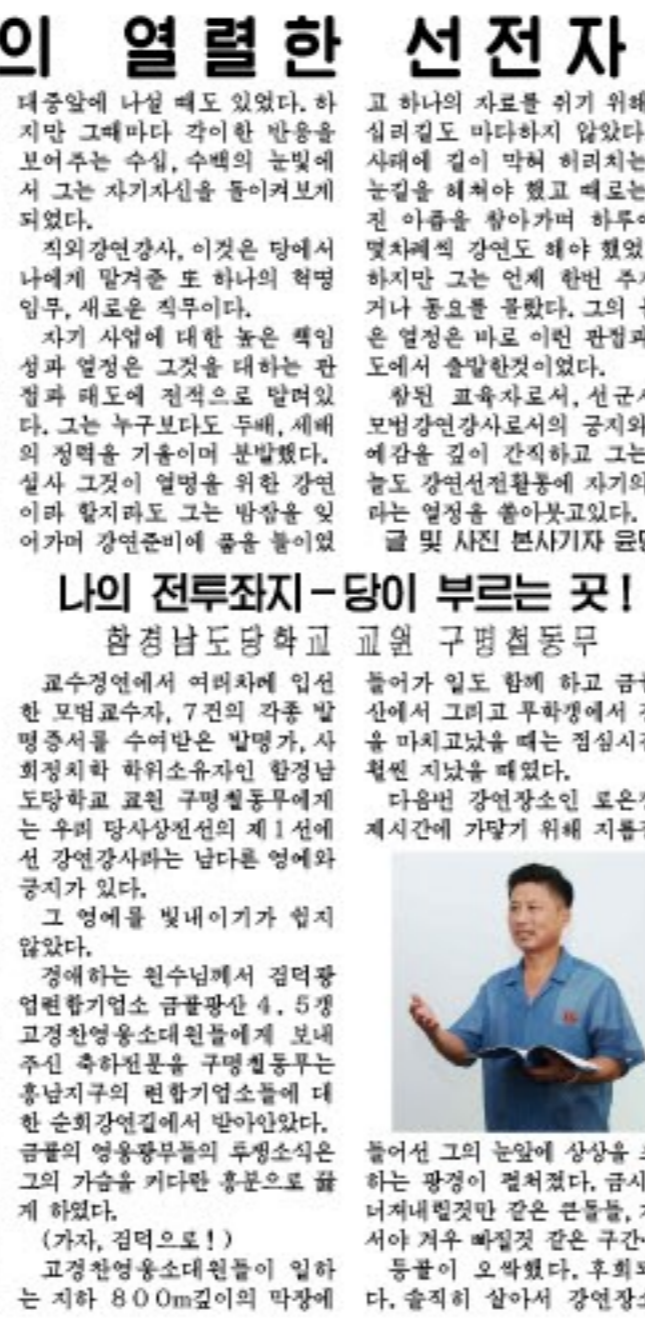 의 열렬한 선전자
대중앞에 나설 때도 있었다. 하
지만 그때마다 각이한 반응을
보여주는 수십, 수백의 눈빛에
서 그는 자기자신을 돌이켜보게
되였다.
직외강연강사, 이것은 당에서
나에게 맡겨준 또 하나의 혁명
임무, 새로운 직무이다.
자기 사업에 대한 높은 책임
성과 열정은 그것을 대하는 관
점과 태도에 전적으로 달려있
다. 그는 누구보다도 두배, 세배
의 정력을 기울이며 분발했다.
설사 그것이 열명을 위한 강연
이라 할지라도 그는 밤잠을 잊
어가며 강연준비에 품을 들이였
고 하나의 자료를 쥐기 위해
십리길도 마다하지 않았다
사태에 길이 막혀 허리치는
눈길을 헤쳐야 했고 때로는
진 아픔을 참아가며 하루에
몇차례씩 강연도 해야 했었
하지만 그는 언제 한번 주저
거나 동요를 몰랐다. 그의
은 열정은 바로 이런 관점과
도에서 출발한것이였다.
참된 교육자로서, 선군시
모범강연강사로서의 긍지와
예감을 깊이 간직하고 그는
늘도 강연선전활동에 자기의
라는 열정을 쏟아붓고있다.
글 및 사진 본사기자
나의 전투좌지-당이 부르는 곳!
함경남도당학교 교원 구명철동무
교수경연에서 여러차례 입선
한 모범교수자, 7건의 각종 발
명증서를 수여받은 발명가, 사
회정치학 학위소유자인 함경남
도당학교 교원 구명철동무에게
는 우리 당사상전선의 제1선에
선 강연강사라는 남다른 영예와
긍지가 있다.
그 영예를 빛내이기가 쉽지
않았다.
경애하는 원수님께서 검덕광
업련합기업소 금골광산 4.5갱
고경찬영웅소대원들에게 보내
주신 축하전문을 구명철동무는
흥남지구의 련합기업소들에 대
한 순회강연길에서 받아안았다.
금골의 영웅광부들의 투쟁소식은
그의 가슴을 커다란 흥분으로 끓
게 하였다.
(가자, 검덕으로!)
고경찬영웅소대원들이 일하
는 지하 800m깊이의 막장에
들어가 일도 함께 하고 금골
산에서 그리고 무학갱에서
을 마치고났을 때는 점심시간
훨씬 지났을 때였다.
다음번 강연장소인 로은
제시간에 가닿기 위해 지름
들어선 그의 눈앞에 상상을
하는 광경이 펼쳐졌다. 금시
너져내릴것만 같은 큰돌들,
서야 겨우 빠질것 같은 구간
등골이 오싹했다. 후회
다. 솔직히 살아서 강연장소